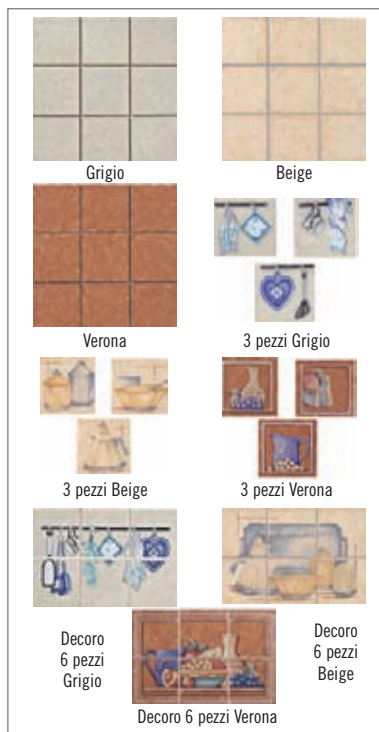 Grigio
Beige
Verona
3 pezzi Grigio
3 pezzi Beige
3 pezzi Verona
Decoro
6 pezzi
Grigio
Decoro
6 pezzi
Beige
Decoro 6 pezzi Verona